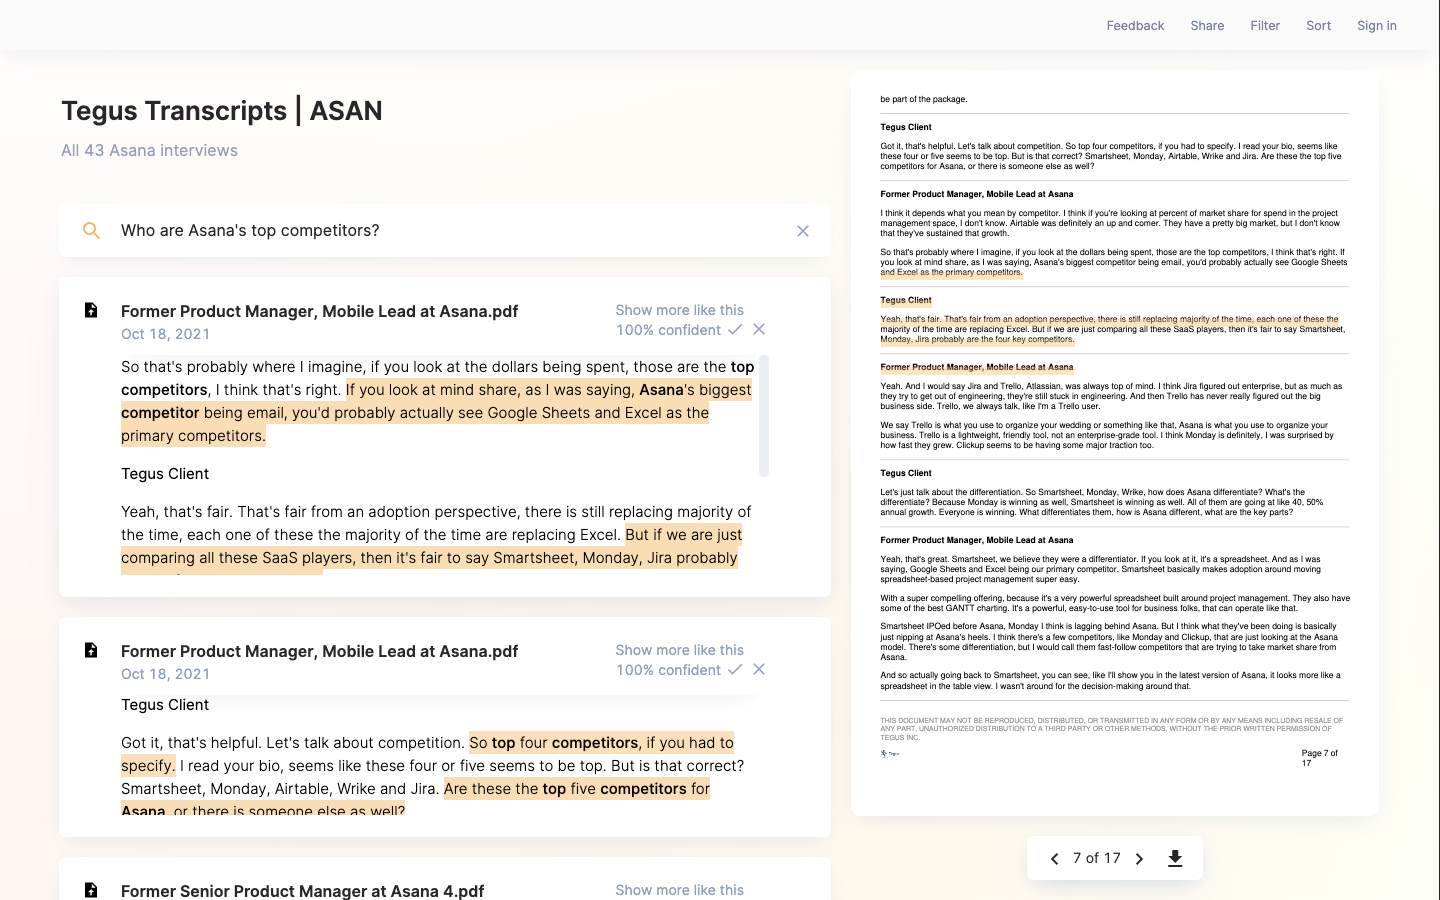 Feedback Share Filter Sort Sign in
Tegus Transcripts | ASAN
All 43 Asana interviews
Who are Asana's top competitors?
Former Product Manager, Mobile Lead at Asana.pdf
Show more like this
Oct 18, 2021
100% confident
So that's probably where I imagine, if you look at the dollars being spent, those are the top
competitors, I think that's right. If you look at mind share, as I was saying, Asana's biggest
competitor being email, you'd probably actually see Google Sheets and Excel as the
primary competitors.
Tegus Client
Yeah, that's fair. That's fair from an adoption perspective, there is still replacing majority of
the time, each one of these the majority of the time are replacing Excel. But if we are just
comparing all these SaaS players, then it's fair to say Smartsheet, Monday, Jira probably
Former Product Manager, Mobile Lead at Asana.pdf
Show more like this
Oct 18, 2021
100% confident
Tegus Client
Got it, that's helpful. Let's talk about competition. So top four competitors, if you had to
specify. I read your bio, seems like these four or five seems to be top. But is that correct?
Smartsheet, Monday, Airtable, Wrike and Jira. Are these the top five competitors for
Asana, or there is someone else as well?
Former Senior Product Manager at Asana 4.pdf
Show more like this
be part of the package.
Tegus Client
Got it, that's helpful. Let's talk about competition. So top four competitors, if you had to specify. I read your bio, seems like
these four or five seems to be top. But is that correct? Smartsheet, Monday, Airtable, Wrike and Jira. Are these the top five
competitors for Asana, or there is someone else as well?
Former Product Manager, Mobile Lead at Asana
I think it depends what you mean by competitor. I think if you're looking at percent of market share for spend in the project
management space, I don't know. Airtable was definitely an up and comer. They have a pretty big market, but I don't know
that they've sustained that growth.
So that's probably where I imagine, if you look at the dollars being spent, those are the top competitors, I think that's right. If
you look at mind share, as I was saying, Asana's biggest competitor being email, you'd probably actually see Google Sheets
and Excel as the primary competitors.
Tegus Client
Yeah, that's fair. That's fair from an adoption perspective, there is still replacing majority of the time, each one of these the
majority of the time are replacing Excel. But if we are just comparing all these SaaS players, then it's fair to say Smartsheet,
Monday, Jira probably are the four key competitors.
Former Product Manager, Mobile Lead at Asana
Yeah. And I would say Jira and Trello, Atlassian, was always top of mind. I think Jira figured out enterprise, but as much as
they try to get out of engineering, they're still stuck in engineering. And then Trello has never really figured out the big
business side. Trello, we always talk, like I'm a Trello user.
We say Trello is what you use to organize your wedding or something like that, Asana is what you use to organize your
business. Trello is a lightweight, friendly tool, not an enterprise-grade tool. I think Monday is definitely, I was surprised by
how fast they grew. Clickup seems to be having some major traction too.
Tegus Client
Let's just talk about the differentiation. So Smartsheet, Monday, Wrike, how does Asana differentiate? What's the
differentiate? Because Monday is winning as well, Smartsheet is winning as well. All of them are going at like 40, 50%
annual growth. Everyone is winning. What differentiates them, how is Asana different, what are the key parts?
Former Product Manager, Mobile Lead at Asana
Yeah, that's great. Smartsheet, we believe they were a differentiator. If you look at it, it's a spreadsheet. And as I was
saying, Google Sheets and Excel being our primary competitor. Smartsheet basically makes adoption around moving
spreadsheet-based project management super easy.
With a super compelling offering, because it's a very powerful spreadsheet built around project management. They also have
some of the best GANTT charting. It's a powerful, easy-to-use tool for business folks, that can operate like that.
Smartsheet IPOed before Asana, Monday I think is lagging behind Asana. But I think what they've been doing is basically
just nipping at Asana's heels. I think there's a few competitors, like Monday and Clickup, that are just looking at the Asana
model. There's some differentiation, but I would call them fast-follow competitors that are trying to take market share from
Asana.
And so actually going back to Smartsheet, you can see, like I'll show you in the latest version of Asana, it looks more like a
spreadsheet in the table view. I wasn't around for the decision-making around that.
THIS DOCUMENT MAY NOT BE REPRODUCED, DISTRIBUTED, OR TRANSMITTED IN ANY FORM OR BY ANY MEANS INCLUDING RESALE OF
ANY PART, UNAUTHORIZED DISTRIBUTION TO A THIRD PARTY OR OTHER METHODS, WITHOUT THE PRIOR WRITTEN PERMISSION OF
TEGUS INC.
Tegus
Page 7 of
17
7 of 17